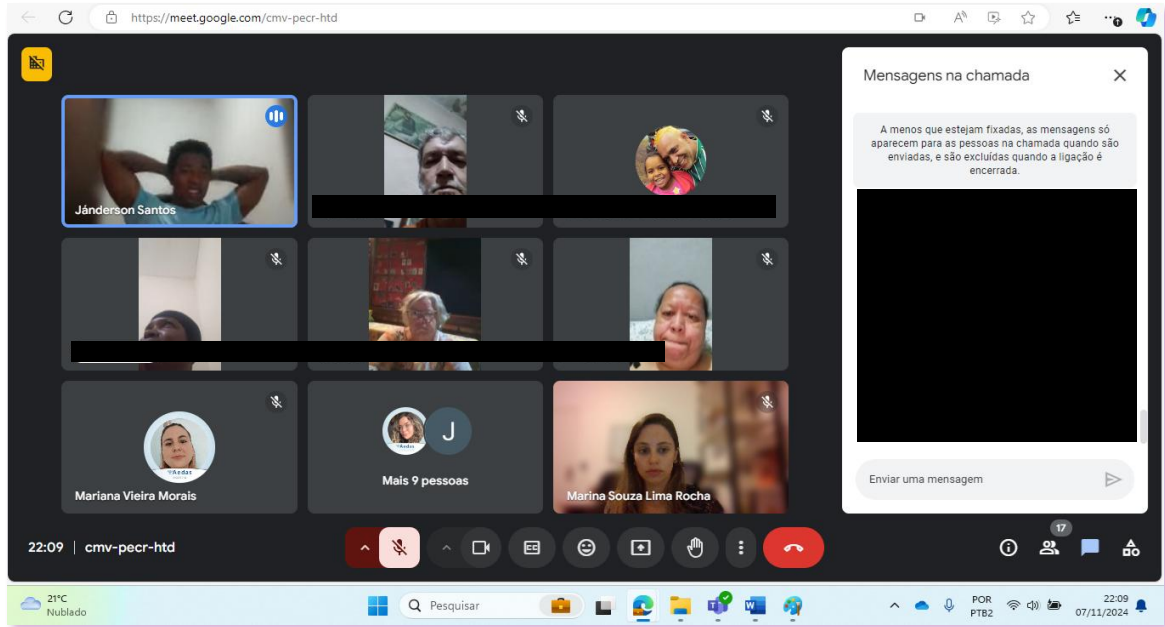 https://meet.google.com/cmv-pecr-htd
Mensagens na chamada
A menos que estejam fixadas, as mensagens só
aparecem para as pessoas na chamada quando são
enviadas, e são excluídas quando a ligação é
encerrada.
Jánderson Santos
Aedas
Mariana Vieira Morais
J
Mais 9 pessoas
Marina Souza Lima Rocha
Enviar uma mensagem
22:09 | cmv-pecr-htd
CC
17
21°C
Nublado
Pesquisar
POR
PTB2
22:09
07/11/2024